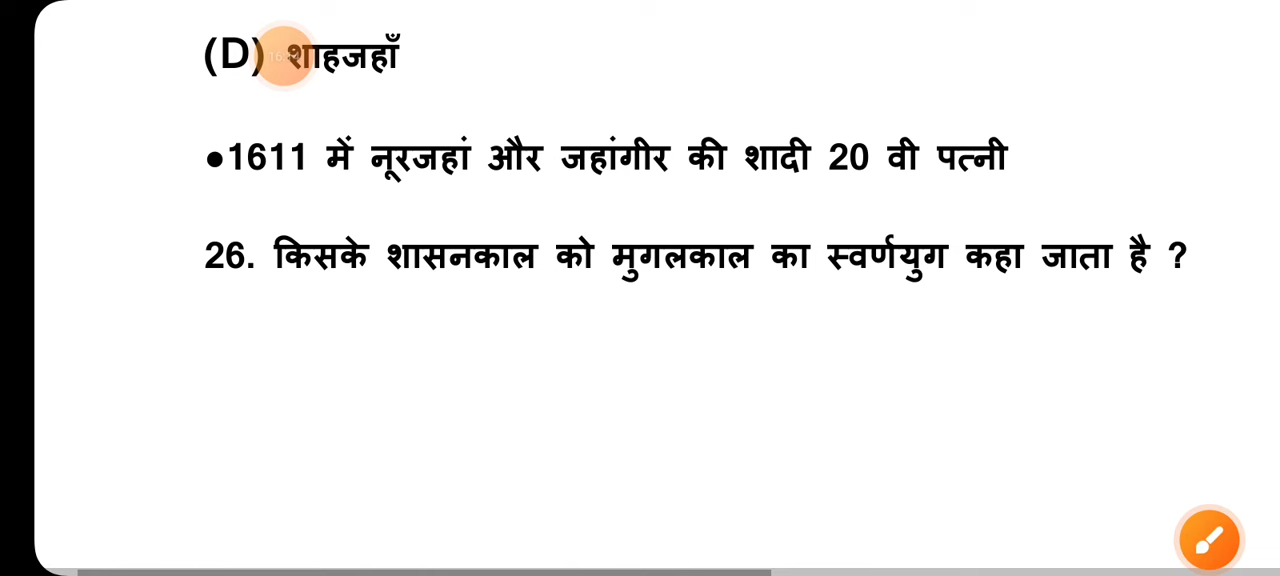 (D) शाहजहाँ
●1611 में नूरजहां और जहांगीर की शादी 20 वी पत्नी
26. किसके शासनकाल को मुगलकाल का स्वर्णयुग कहा जाता है ?